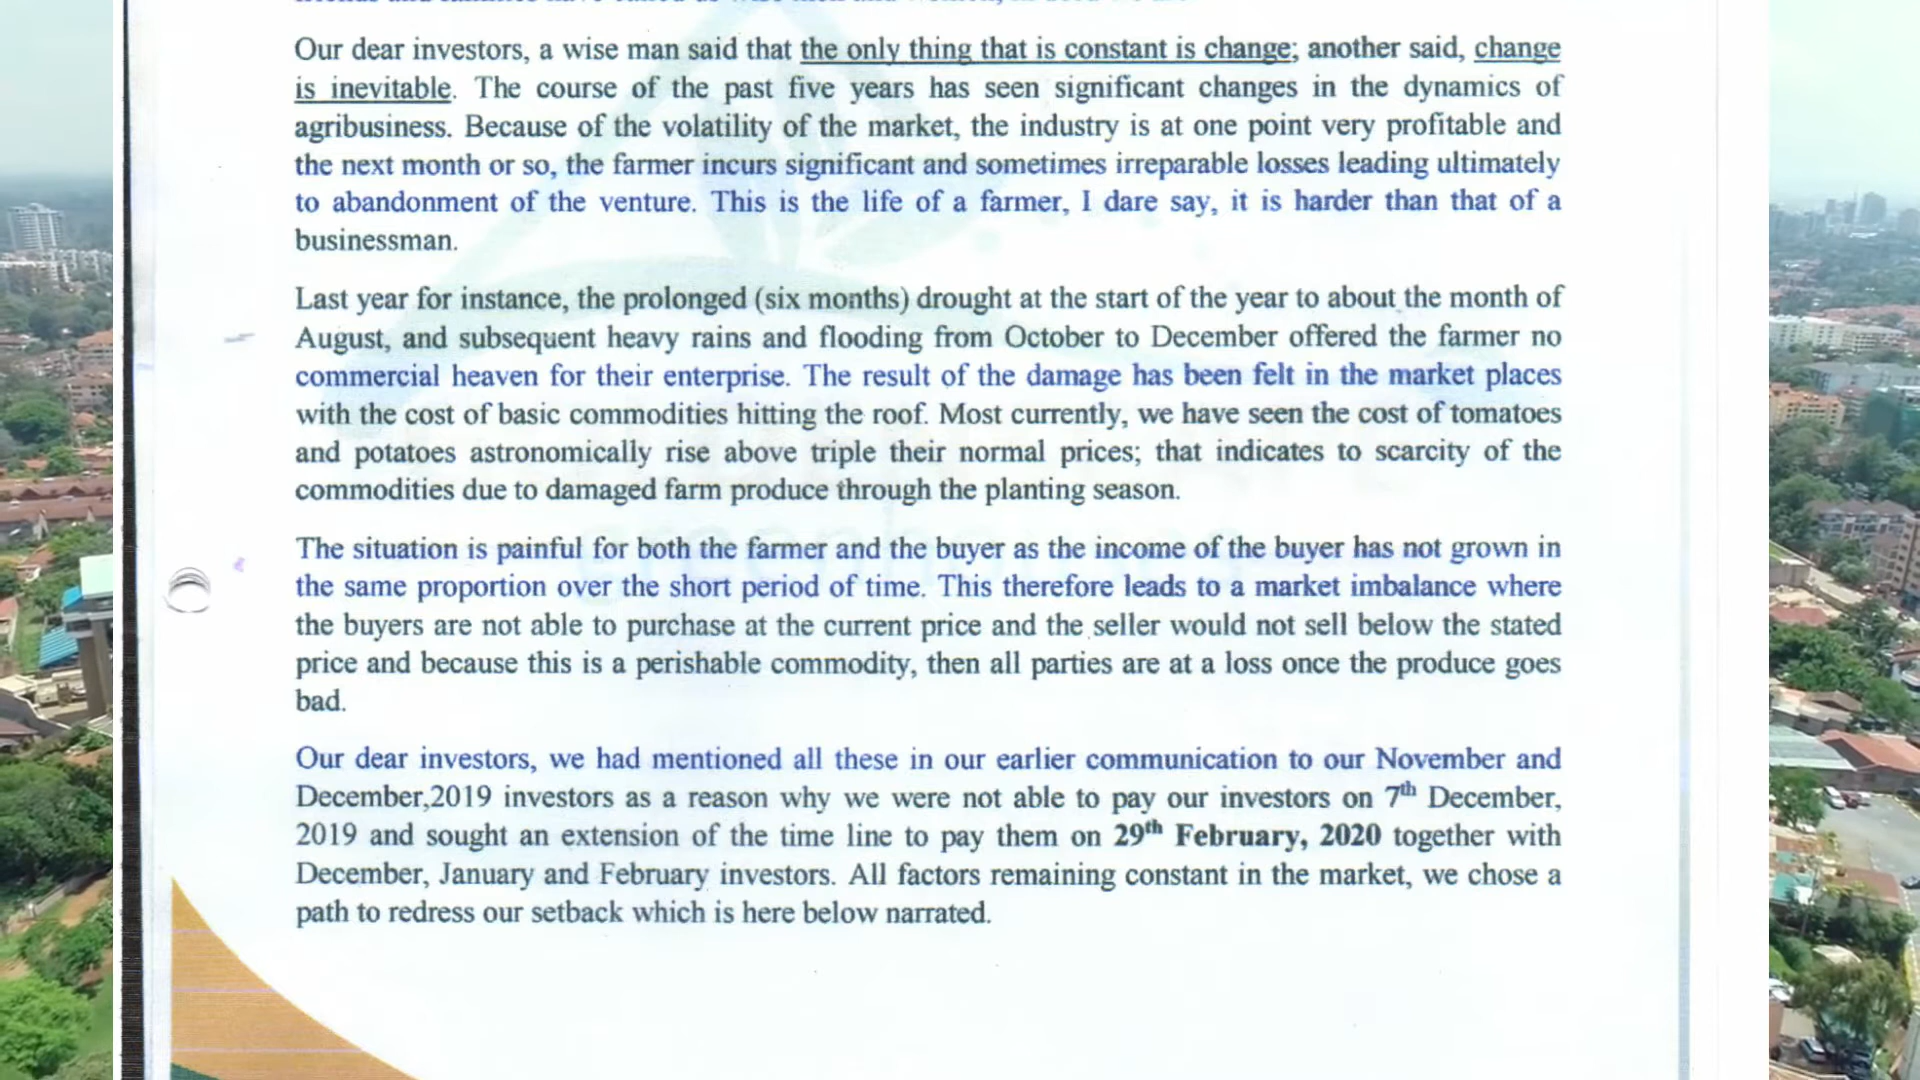 Our dear investors, a wise man said that the only thing that is constant is change; another said, change
is inevitable. The course of the past five years has seen significant changes in the dynamics of
agribusiness. Because of the volatility of the market, the industry is at one point very profitable and
the next month or so, the farmer incurs significant and sometimes irreparable losses leading ultimately
to abandonment of the venture. This is the life of a farmer, I dare say, it is harder than that of a
businessman.
Last year for instance, the prolonged (six months) drought at the start of the year to about the month of
August, and subsequent heavy rains and flooding from October to December offered the farmer no
commercial heaven for their enterprise. The result of the damage has been felt in the market places
with the cost of basic commodities hitting the roof. Most currently, we have seen the cost of tomatoes
and potatoes astronomically rise above triple their normal prices; that indicates to scarcity of the
commodities due to damaged farm produce through the planting season.
The situation is painful for both the farmer and the buyer as the income of the buyer has not grown in
the same proportion over the short period of time. This therefore leads to a market imbalance where
the buyers are not able to purchase at the current price and the seller would not sell below the stated
price and because this is a perishable commodity, then all parties are at a loss once the produce goes
bad.
Our dear investors, we had mentioned all these in our earlier communication to our November and
December,2019 investors as a reason why we were not able to pay our investors on 7th December,
2019 and sought an extension of the time line to pay them on 29th February, 2020 together with
December, January and February investors. All factors remaining constant in the market, we chose a
path to redress our setback which is here below narrated.